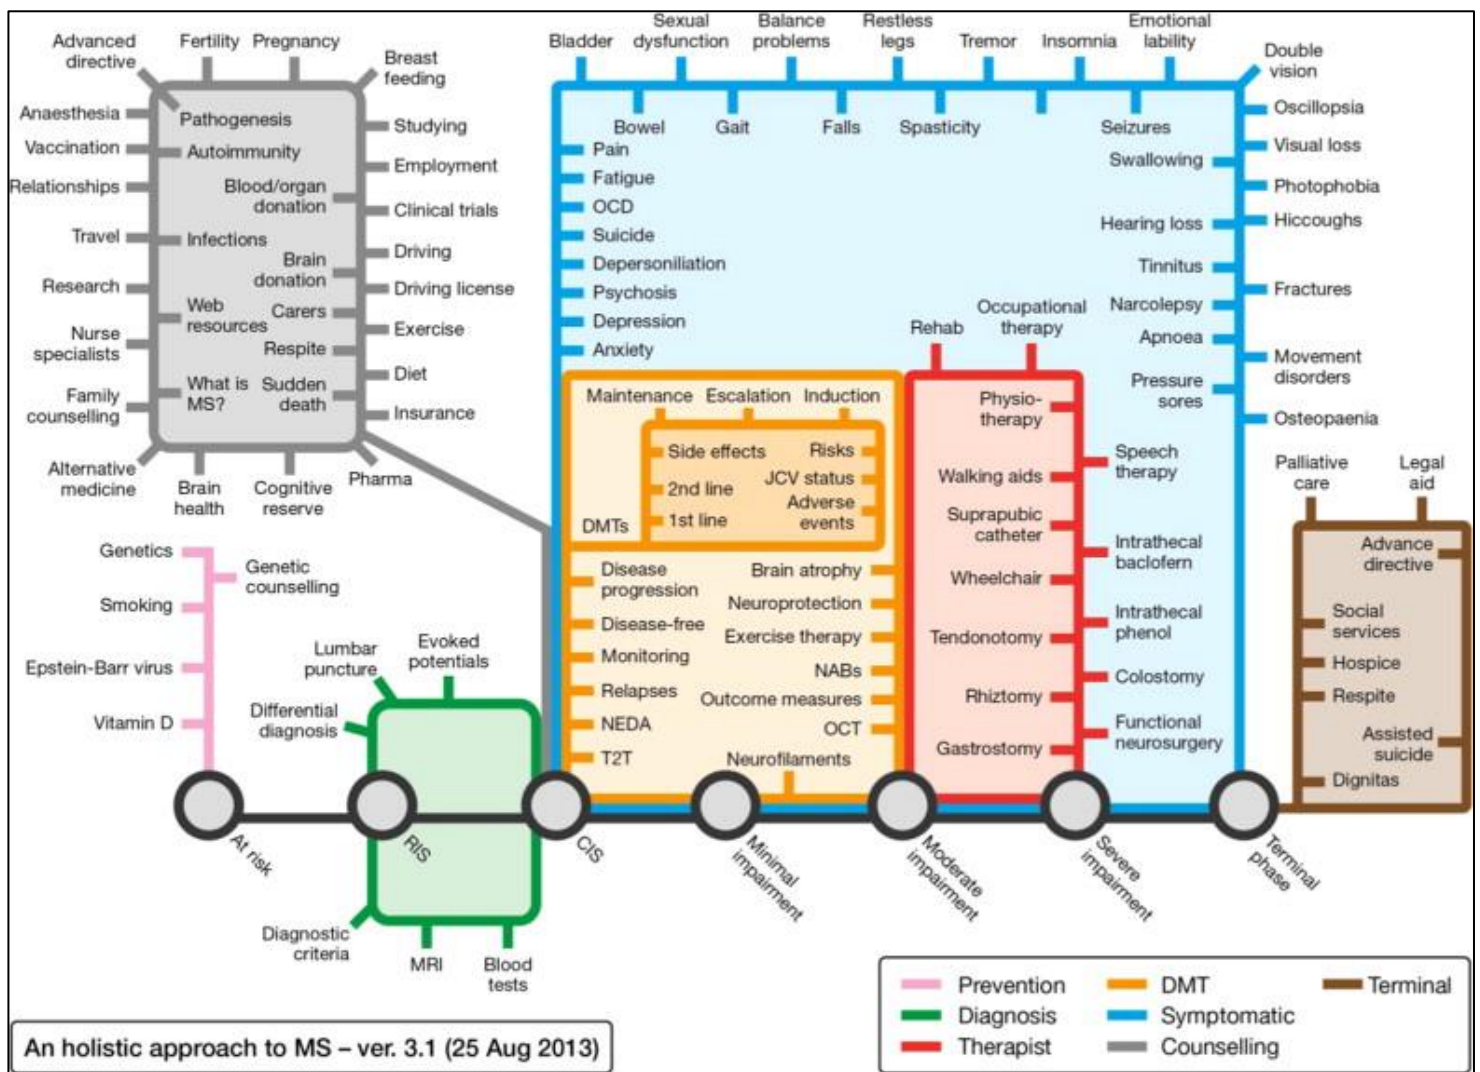 Advanced
directive
Fertility
Pregnancy
Breast
feeding
Anaesthesia
Vaccination
Relationships
Travel
Research
Nurse
specialists
Family
counselling
Alternative
medicine
Brain
health
Cognitive
reserve
Pharma
Studying
Employment
Clinical trials
Driving
Driving license
Exercise
Diet
Insurance
Pathogenesis
Autoimmunity
Blood/organ
donation
Infections
Brain
donation
Web
resources
Carers
Respite
What is
MS?
Sudden
death
Bladder
Sexual
dysfunction
Balance
problems
Restless
legs
Tremor
Insomnia
Emotional
lability
Double
vision
Bowel
Gait
Falls
Spasticity
Seizures
Pain
Fatigue
OCD
Suicide
Depersoniliation
Psychosis
Depression
Anxiety
Swallowing
Hearing loss
Tinnitus
Narcolepsy
Apnoea
Pressure
sores
Oscillopsia
Visual loss
Photophobia
Hiccoughs
Fractures
Movement
disorders
Osteopaenia
Rehab
Occupational
therapy
Physio-
therapy
Walking aids
Suprapubic
catheter
Wheelchair
Tendonotomy
Rhiztomy
Gastrostomy
Speech
therapy
Intrathecal
baclofern
Intrathecal
phenol
Colostomy
Functional
neurosurgery
Maintenance
Escalation
Induction
Side effects
2nd line
1st line
Risks
JCV status
Adverse
events
DMTs
Disease
progression
Disease-free
Monitoring
Relapses
NEDA
T2T
Brain atrophy
Neuroprotection
Exercise therapy
NABs
Outcome measures
OCT
Neurofilaments
Palliative
care
Legal
aid
Advance
directive
Social
services
Hospice
Respite
Assisted
suicide
Dignitas
Genetics
Genetic
counselling
Smoking
Epstein-Barr virus
Vitamin D
Lumbar
puncture
Evoked
potentials
Differential
diagnosis
Diagnostic
criteria
MRI
Blood
tests
At risk
RIS
CIS
Minimal
impairment
Moderate
impairment
Severe
impairment
Terminal
phase
Prevention
Diagnosis
Therapist
DMT
Symptomatic
Counselling
Terminal
An holistic approach to MS – ver. 3.1 (25 Aug 2013)